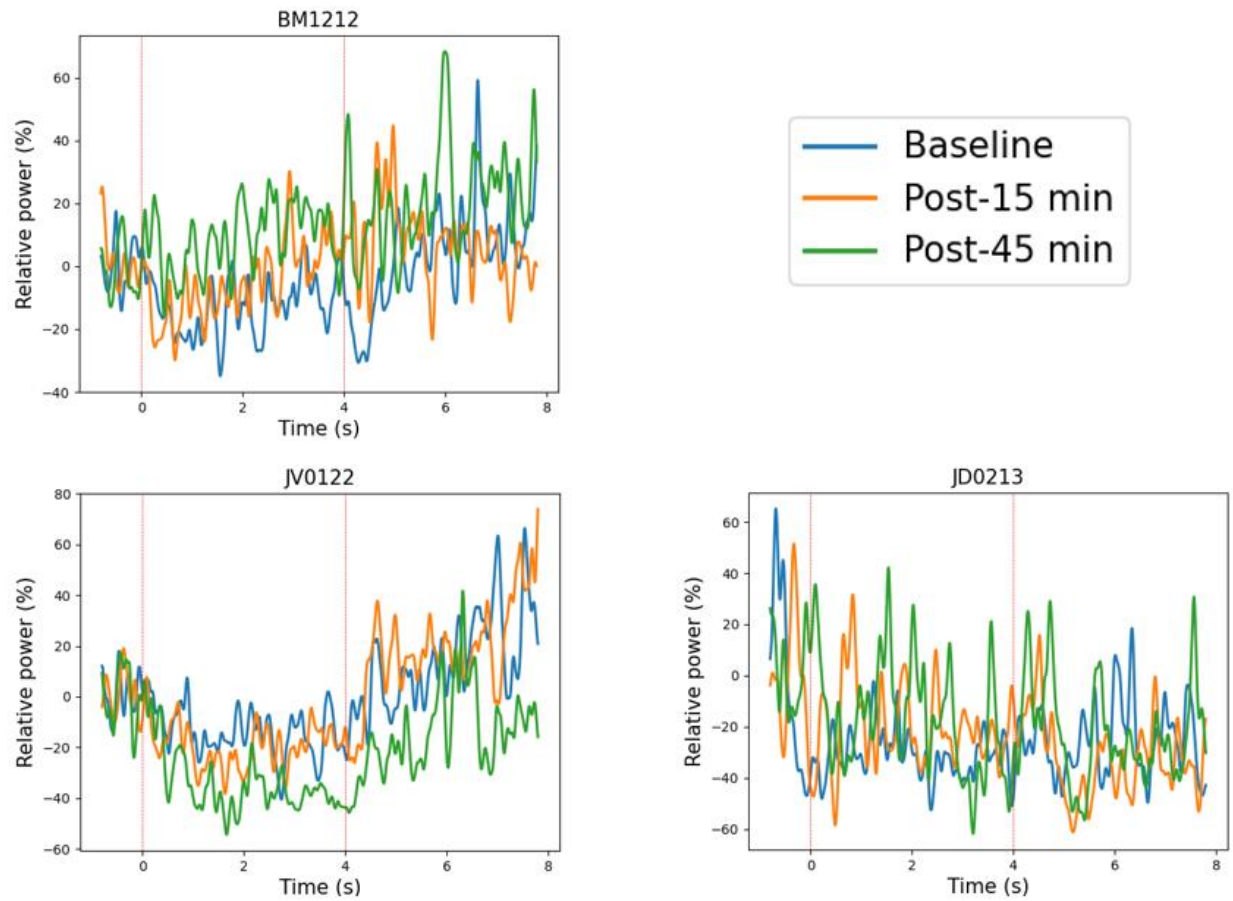 BM1212
Relative power (%)
60
40
20
0
−20
−40
0 2 4 6 8
Time (s)
Baseline
Post-15 min
Post-45 min
JV0122
Relative power (%)
80
60
40
20
0
−20
−40
−60
0 2 4 6 8
Time (s)
JD0213
Relative power (%)
60
40
20
0
−20
−40
−60
0 2 4 6 8
Time (s)